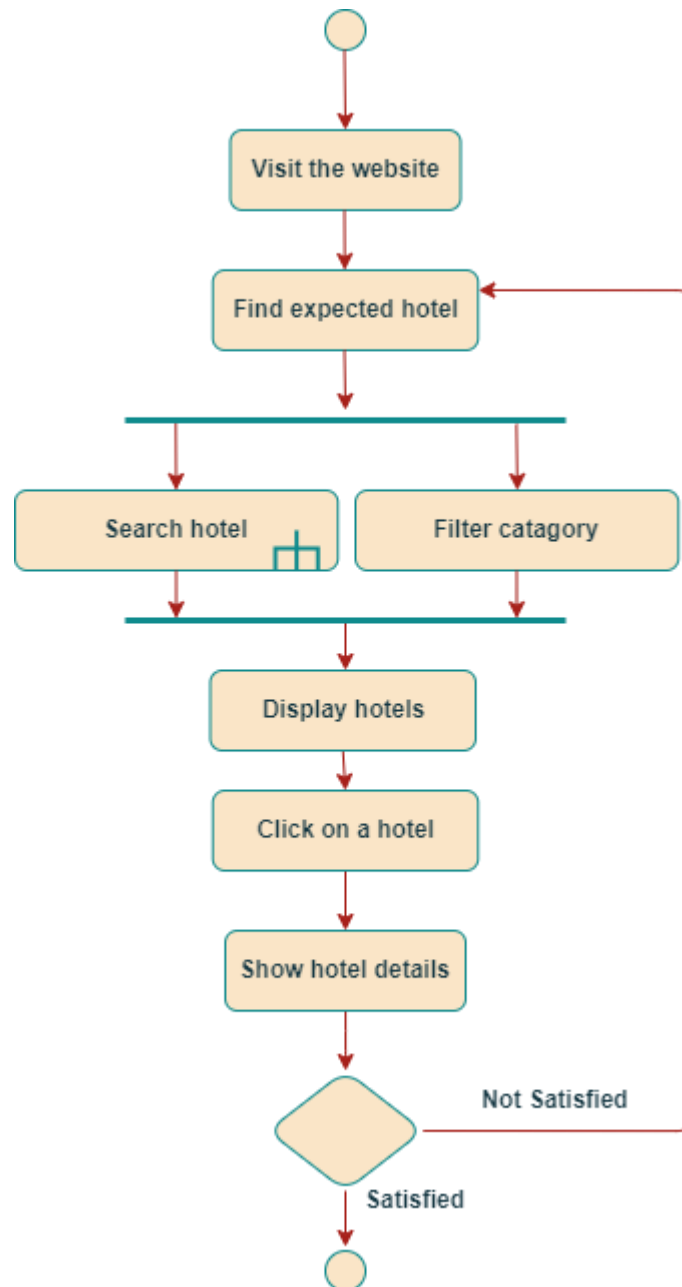 Visit the website
Find expected hotel
Search hotel
Filter catagory
Display hotels
Click on a hotel
Show hotel details
Not Satisfied
Satisfied